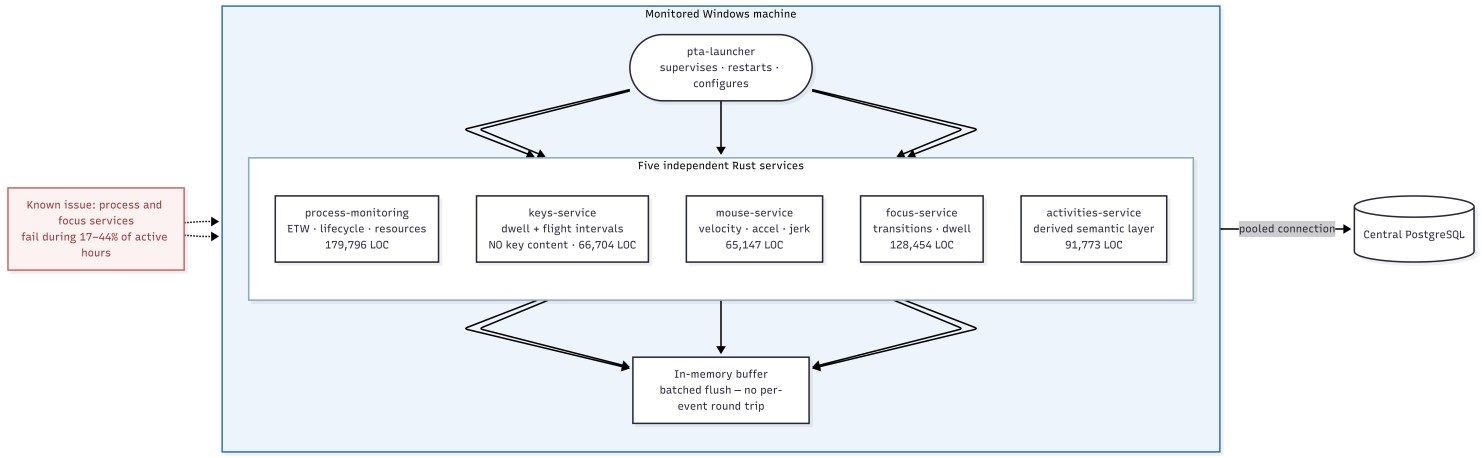 Monitored Windows machine
pta-launcher
supervises · restarts ·
configures
Five independent Rust services
process-monitoring
ETW · lifecycle · resources
179,796 LOC
keys-service
dwell + flight intervals
NO key content · 66,704 LOC
mouse-service
velocity · accel · jerk
65,147 LOC
focus-service
transitions · dwell
128,454 LOC
activities-service
derived semantic layer
91,773 LOC
Known issue: process and
focus services
fail during 17–44% of active
hours
pooled connection
Central PostgreSQL
In-memory buffer
batched flush — no per-
event round trip